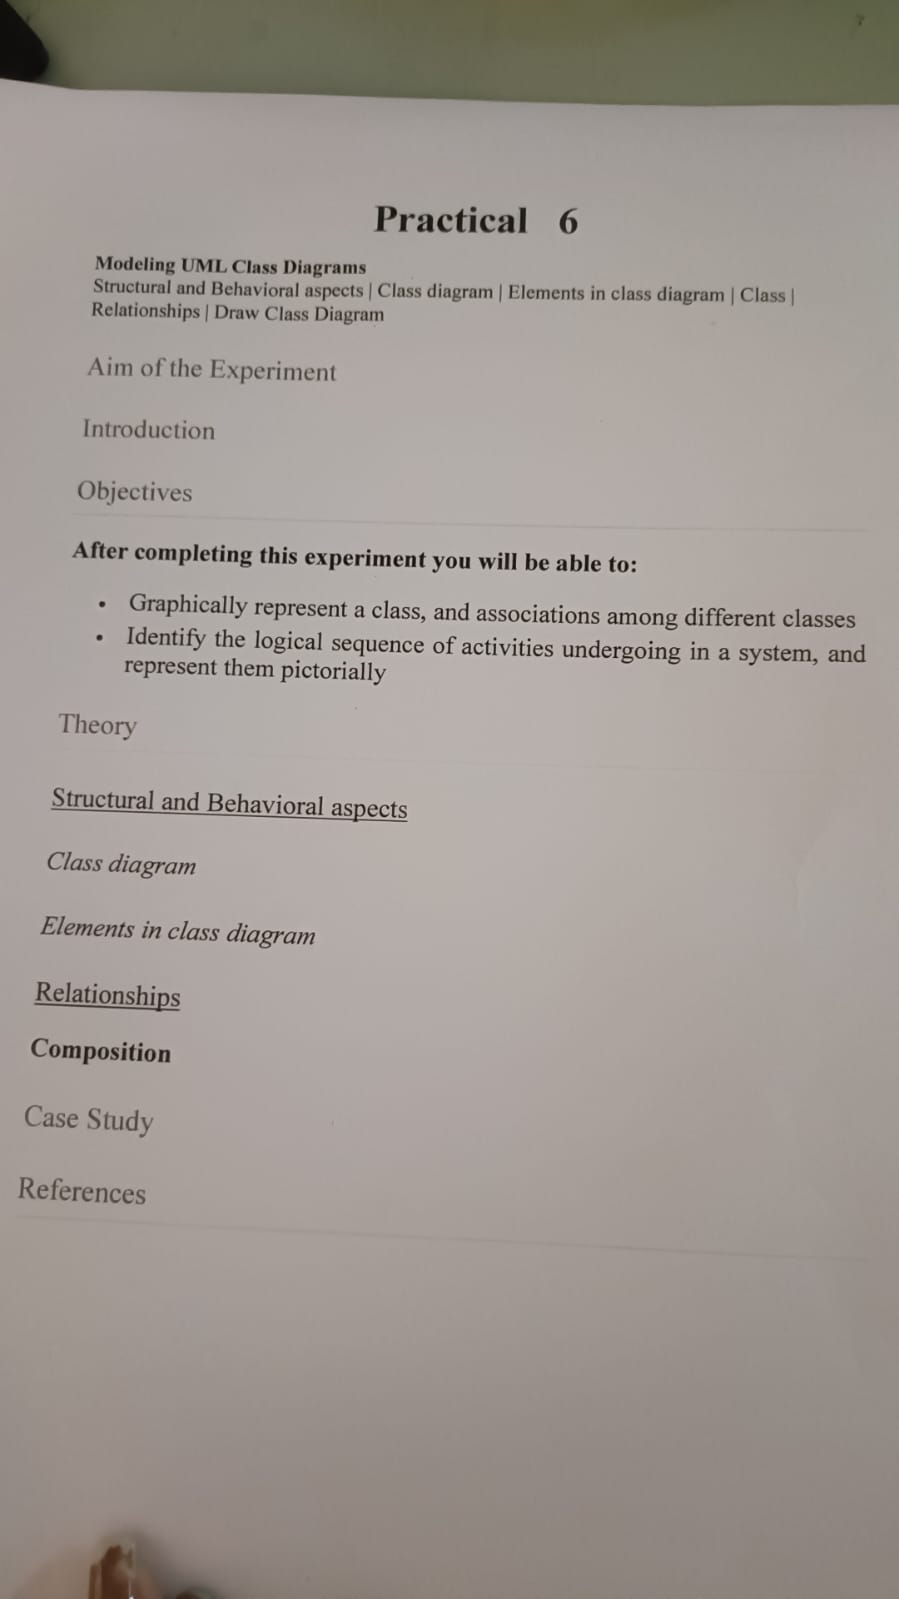 Practical 6
Modeling UML Class Diagrams
Structural and Behavioral aspects | Class diagram | Elements in class diagram | Class |
Relationships | Draw Class Diagram
Aim of the Experiment
Introduction
Objectives
After completing this experiment you will be able to:
• Graphically represent a class, and associations among different classes
• Identify the logical sequence of activities undergoing in a system, and
represent them pictorially
Theory
Structural and Behavioral aspects
Class diagram
Elements in class diagram
Relationships
Composition
Case Study
References